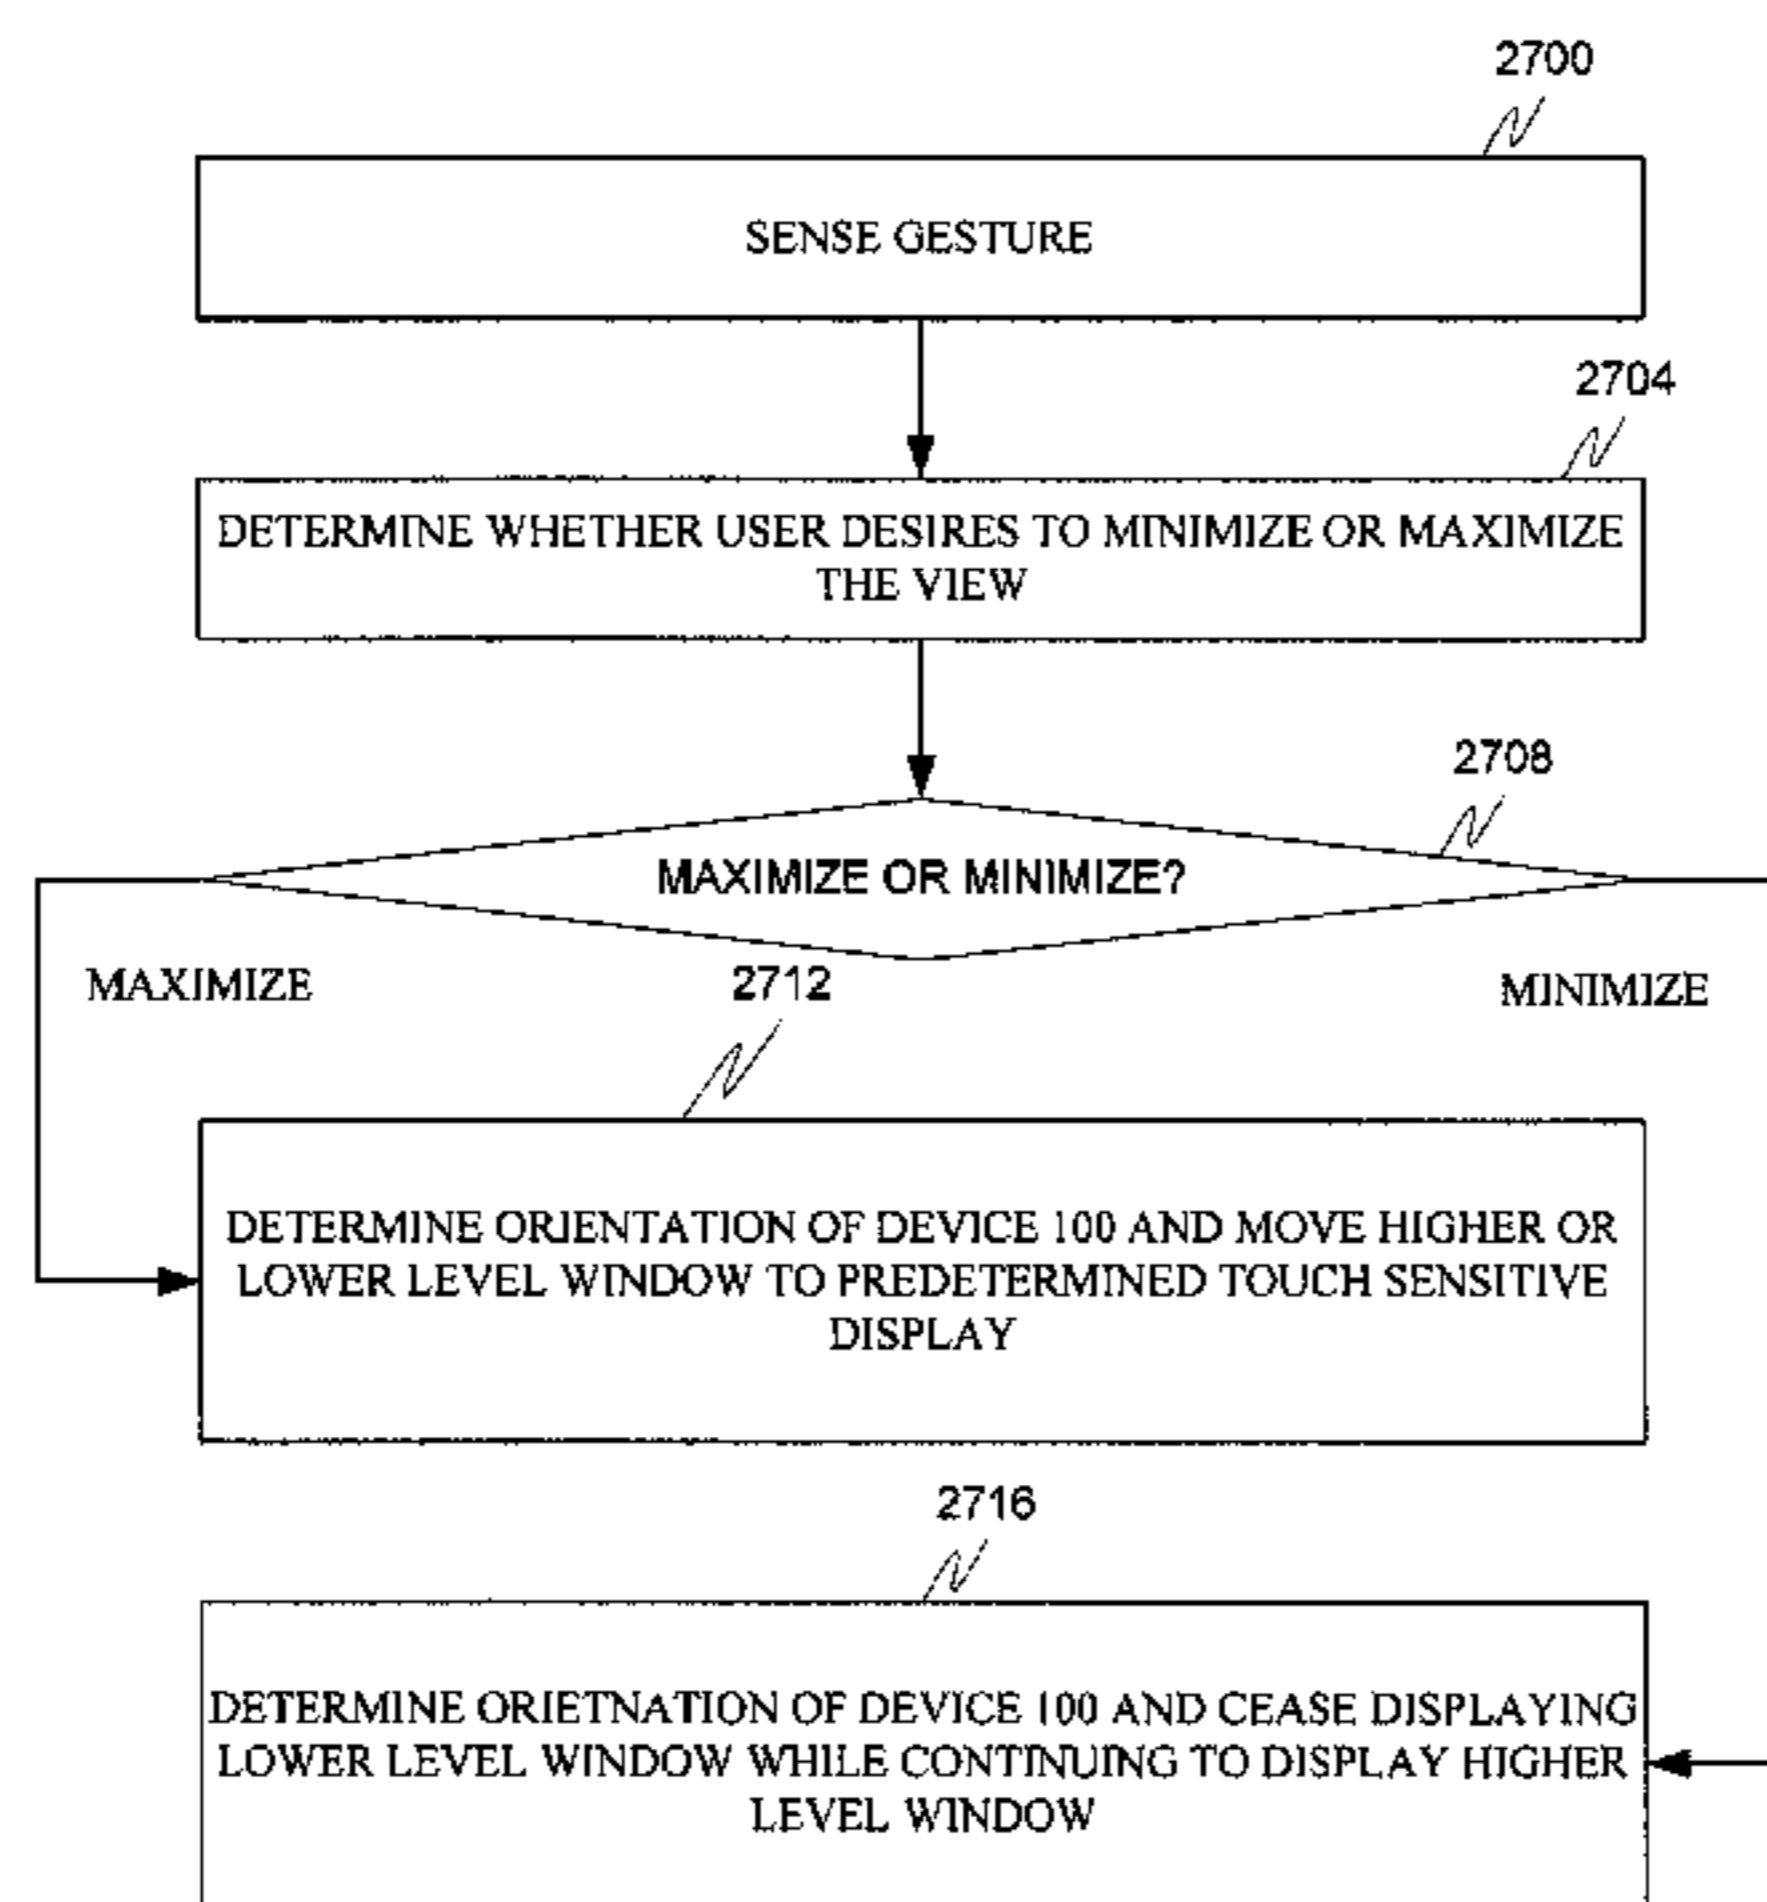 2700
SENSE GESTURE
2704
DETERMINE WHETHER USER DESIRES TO MINIMIZE OR MAXIMIZE
THE VIEW
2708
MAXIMIZE OR MINIMIZE?
MAXIMIZE
2712
MINIMIZE
DETERMINE ORIENTATION OF DEVICE 100 AND MOVE HIGHER OR
LOWER LEVEL WINDOW TO PREDETERMINED TOUCH SENSITIVE
DISPLAY
2716
DETERMINE ORIETNATION OF DEVICE 100 AND CEASE DISPLAYING
LOWER LEVEL WINDOW WHILE CONTINUING TO DISPLAY HIGHER
LEVEL WINDOW